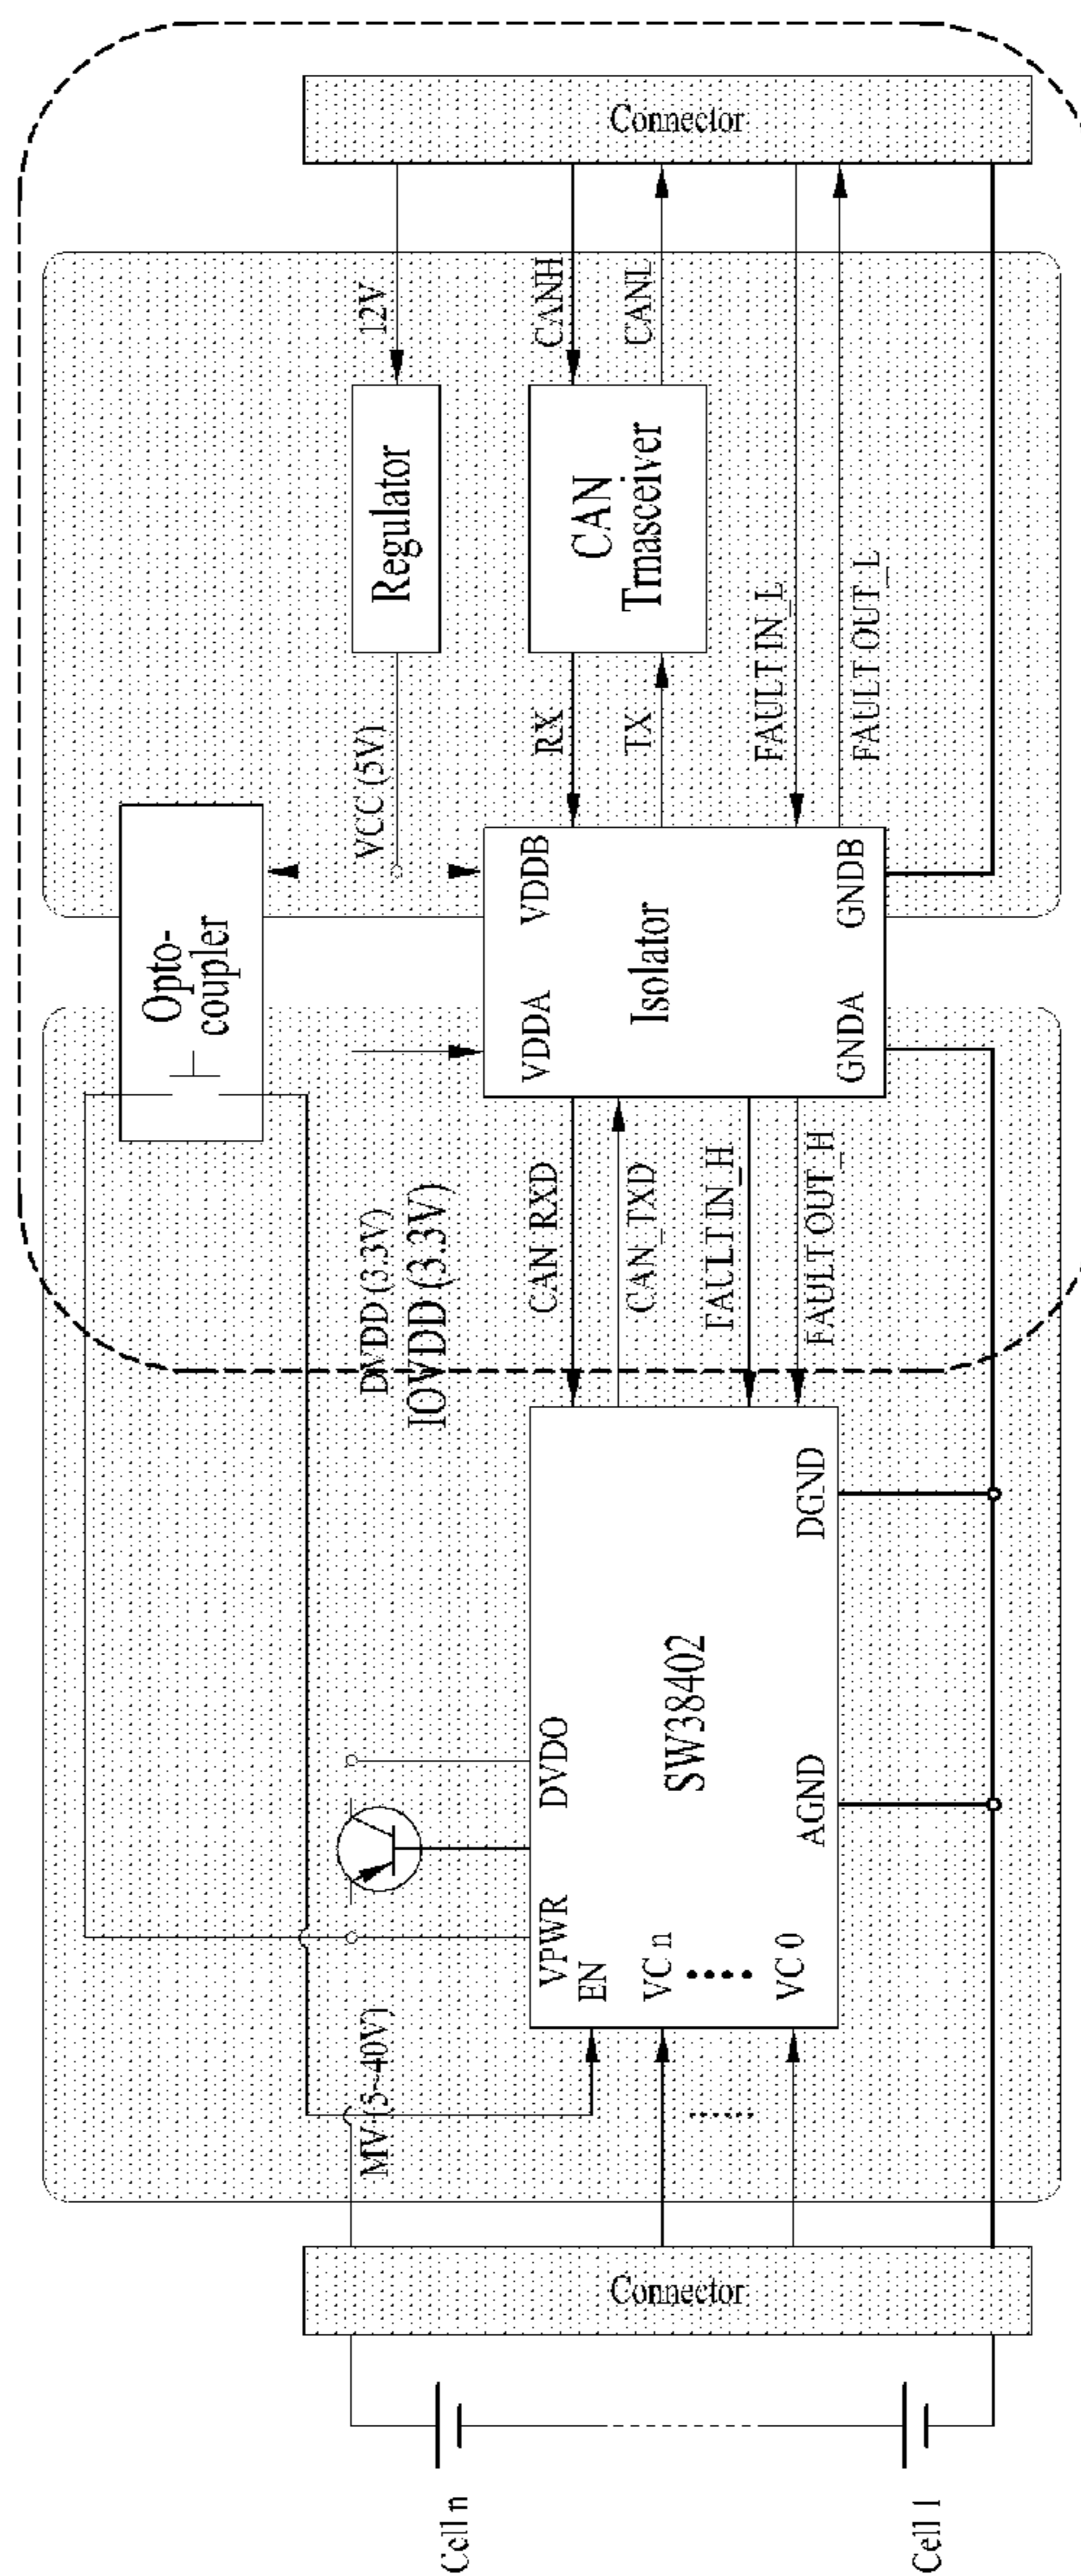 Cell n
Cell 1
Connector
MV (5~40V)
VPWR
DVDO
EN
VC n
VC 0
SW38402
AGND
DGND
DVDD (3.3V)
IOVDD (3.3V)
CAN_RXD
CAN_TXD
FAULT IN_H
FAULT OUT_H
Opto-
coupler
VDDA
VDDB
Isolator
GNDA
GNDB
VCC (5V)
RX
TX
FAULT IN_L
FAULT OUT_L
Regulator
CAN
Trnasceiver
12V
CANH
CANL
Connector